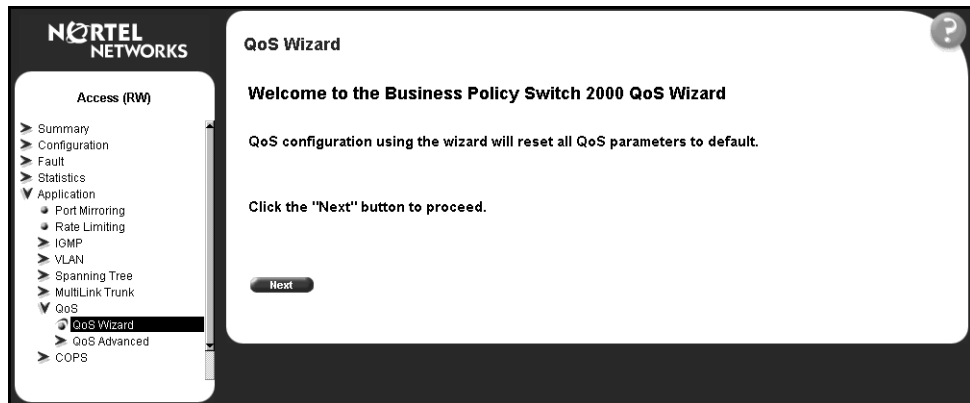 NORTEL
NETWORKS
Access (RW)
Summary
Configuration
Fault
Statistics
Application
Port Mirroring
Rate Limiting
IGMP
VLAN
Spanning Tree
MultiLink Trunk
QoS
QoS Wizard
QoS Advanced
COPS
QoS Wizard
?
Welcome to the Business Policy Switch 2000 QoS Wizard
QoS configuration using the wizard will reset all QoS parameters to default.
Click the "Next" button to proceed.
Next